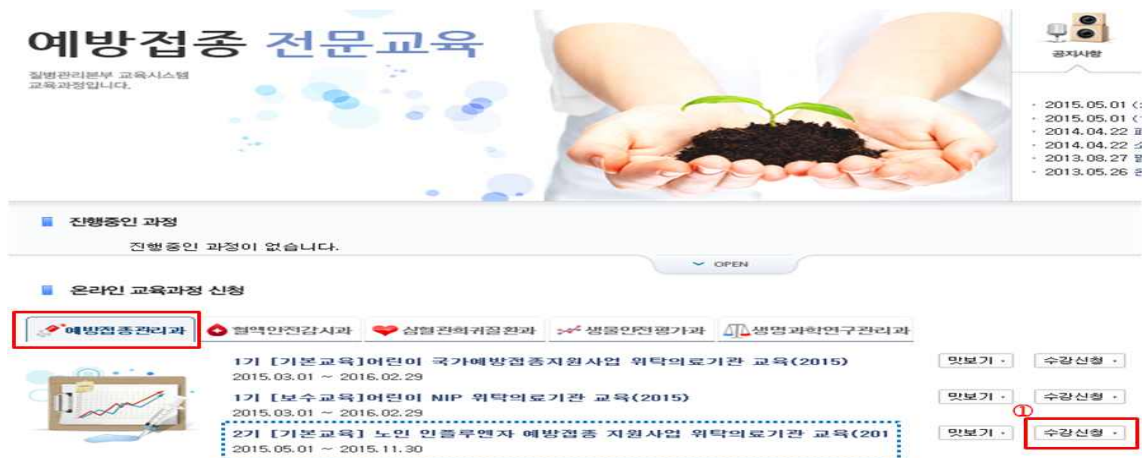 예방접종 전문교육
질병관리본부 교육시스템
교육과정입니다.
공지사항
· 2015.05.01
· 2015.05.01
· 2014.04.22
· 2014.04.22
· 2013.08.27
· 2013.05.26
진행중인 과정
진행중인 과정이 없습니다.
OPEN
온라인 교육과정 신청
예방접종관리과 혈액안전감시과 심혈관희귀질환과 생물안전평가과 생명과학연구관리과
1기 [기본교육]어린이 국가예방접종지원사업 위탁의료기관 교육(2015) 맛보기 수강신청
2015.03.01 ~ 2016.02.29
1기 [보수교육]어린이 NIP 위탁의료기관 교육(2015) 맛보기 수강신청
2015.03.01 ~ 2016.02.29
①
2기 [기본교육] 노인 인플루엔자 예방접종 지원사업 위탁의료기관 교육(201 맛보기 수강신청
2015.05.01 ~ 2015.11.30